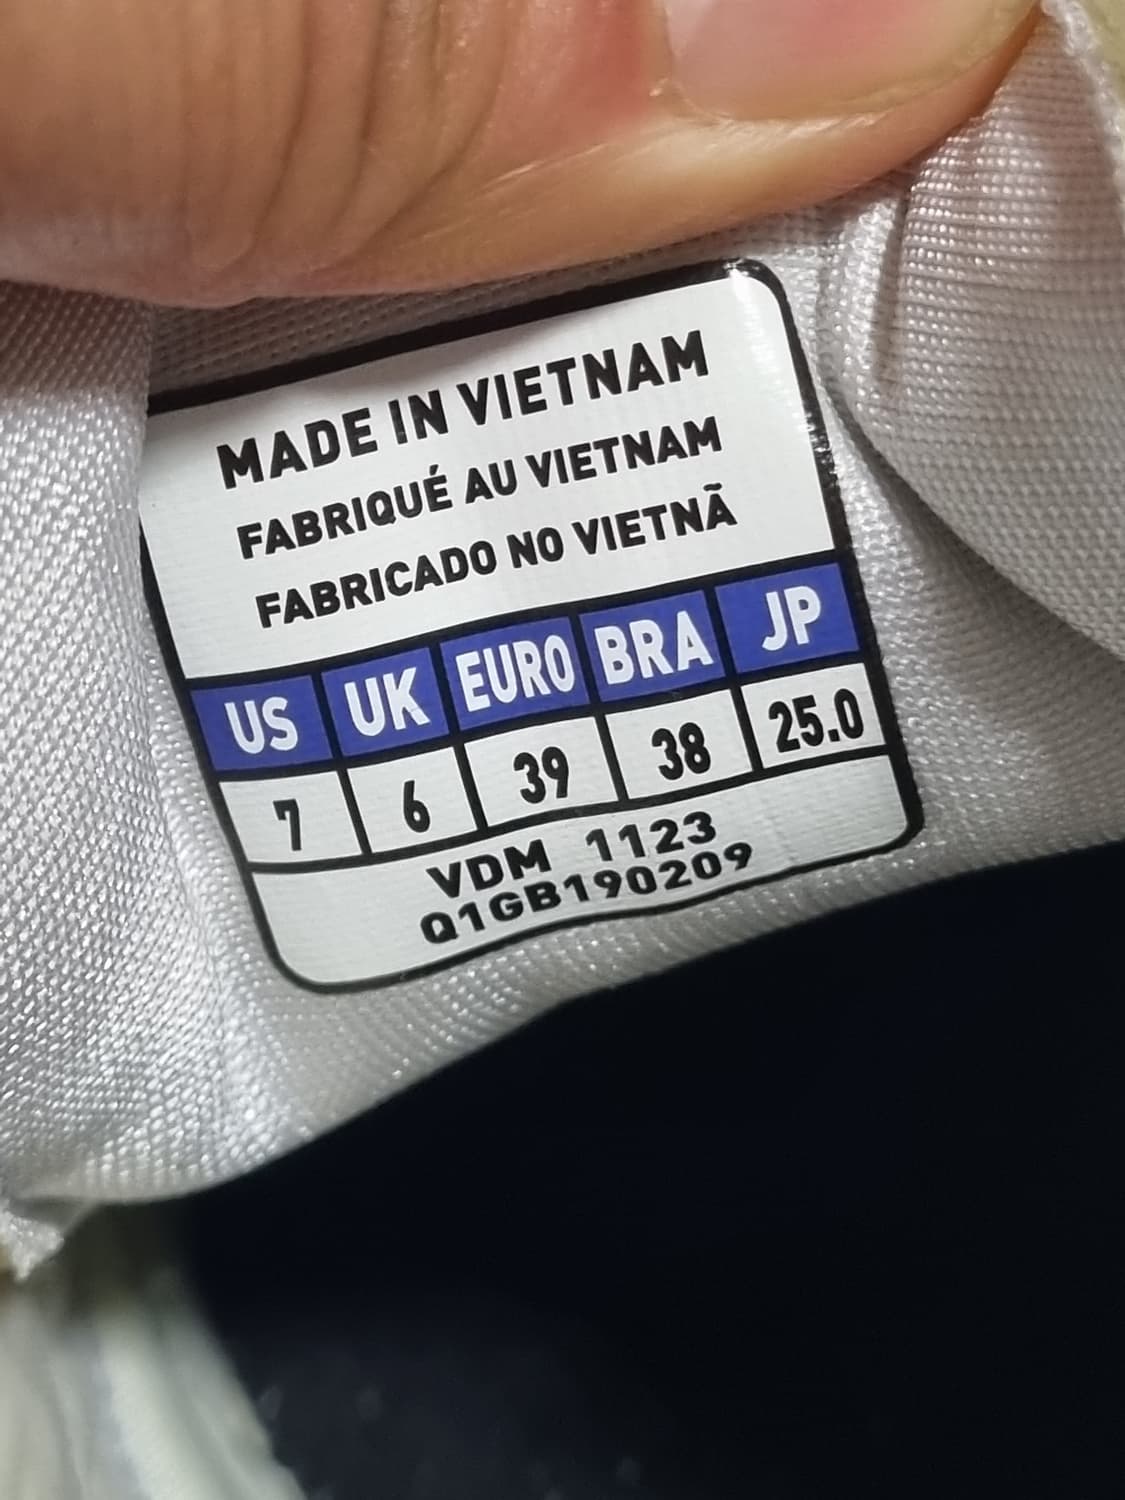 MADE IN VIETNAM
FABRIQUÉ AU VIETNAM
FABRICADO NO VIETNÃ
US UK EURO BRA JP
7 6 39 38 25.0
VDM 1123
Q1GB190209